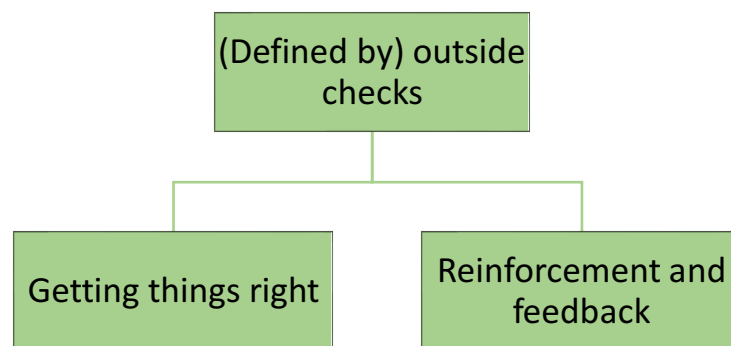 (Defined by) outside
checks
Getting things right
Reinforcement and
feedback